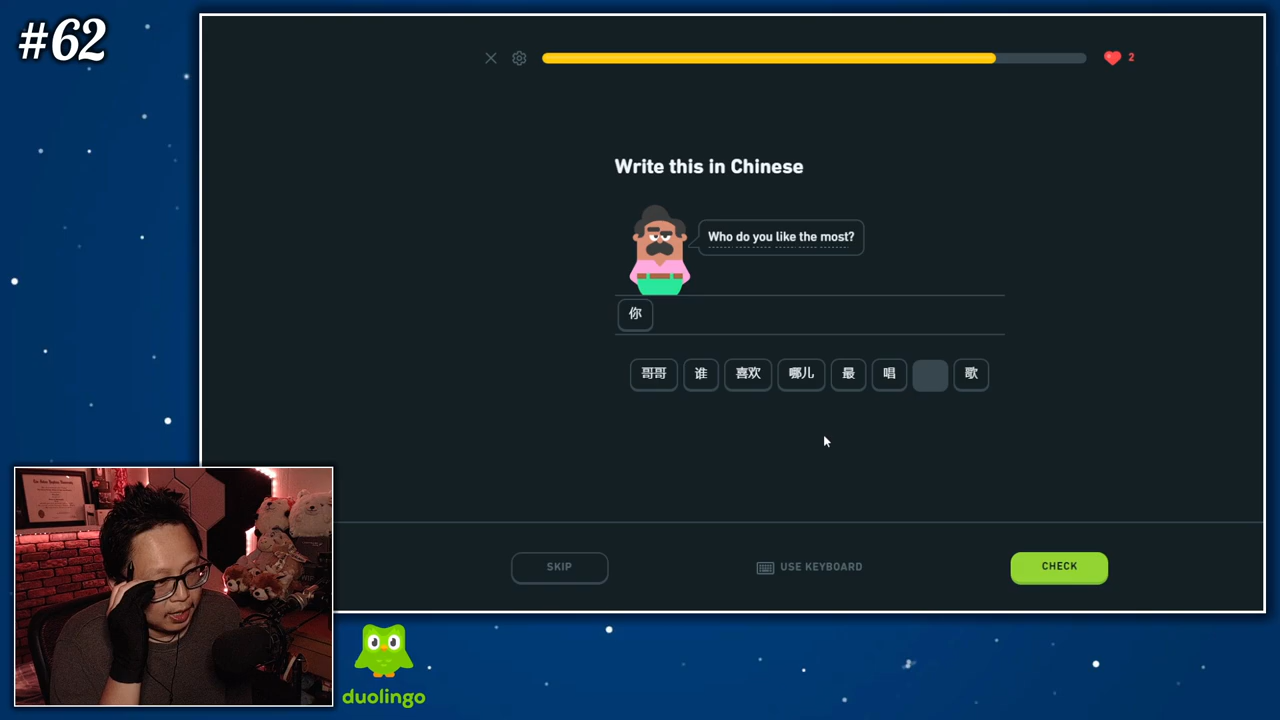 #62
2
Write this in Chinese
Who do you like the most?
你
哥哥 谁 喜欢 哪儿 最 唱 歌
SKIP
USE KEYBOARD
CHECK
duolingo